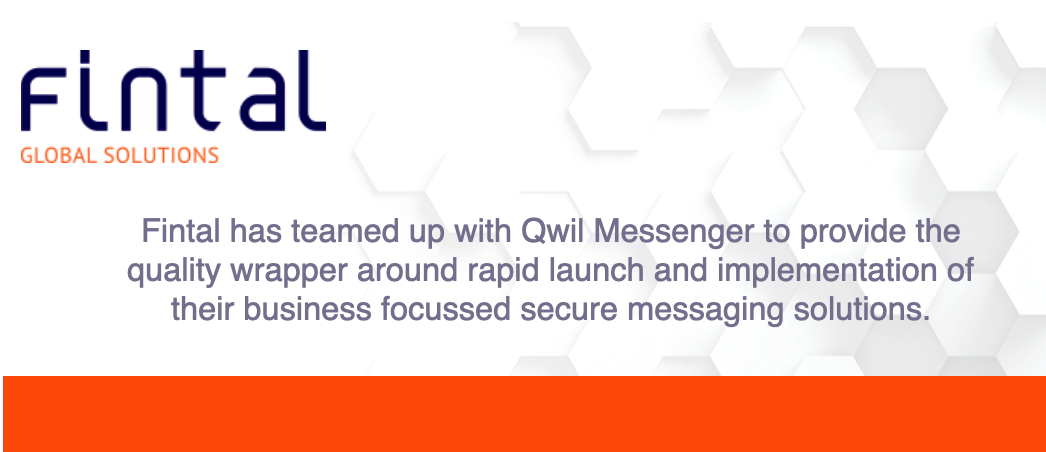 Fintal
GLOBAL SOLUTIONS
Fintal has teamed up with Qwil Messenger to provide the
quality wrapper around rapid launch and implementation of
their business focussed secure messaging solutions.